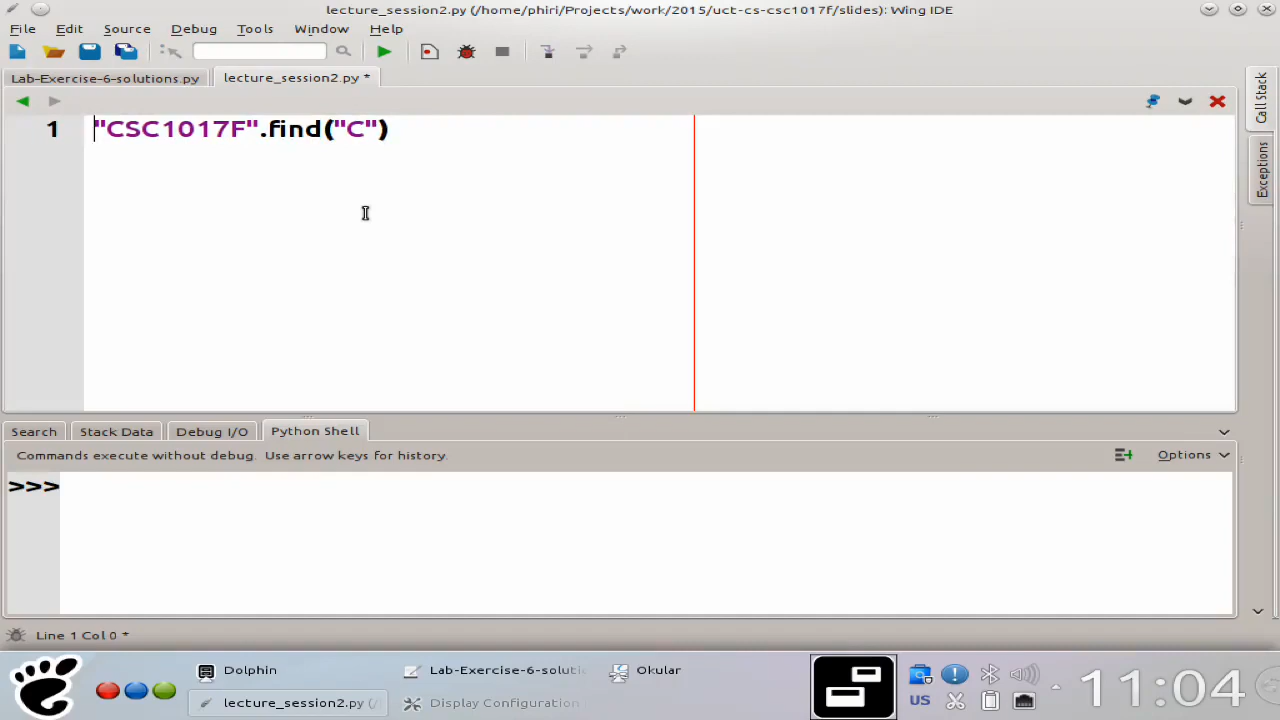 lecture_session2.py (/home/phiri/Projects/work/2015/uct-cs-csc1017f/slides): Wing IDE
File Edit Source Debug Tools Window Help
Lab-Exercise-6-solutions.py lecture_session2.py *
Call Stack
Exceptions
1 "CSC1017F".find("C")
Search Stack Data Debug I/O Python Shell
Commands execute without debug. Use arrow keys for history. Options
>>>
Line 1 Col 0 *
Dolphin Lab-Exercise-6-soluti Okular
lecture_session2.py (/ Display Configuration
US
11:04